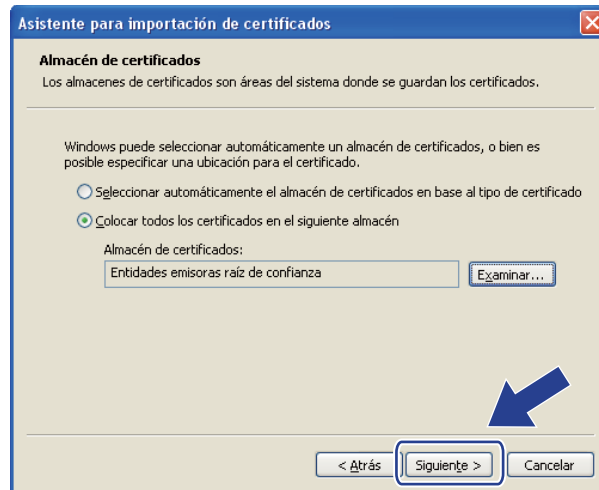 Asistente para importación de certificados
Almacén de certificados
Los almacenes de certificados son áreas del sistema donde se guardan los certificados.
Windows puede seleccionar automáticamente un almacén de certificados, o bien es
posible especificar una ubicación para el certificado.
Seleccionar automáticamente el almacén de certificados en base al tipo de certificado
Colocar todos los certificados en el siguiente almacén
Almacén de certificados:
Entidades emisoras raíz de confianza
Examinar...
< Atrás
Siguiente >
Cancelar